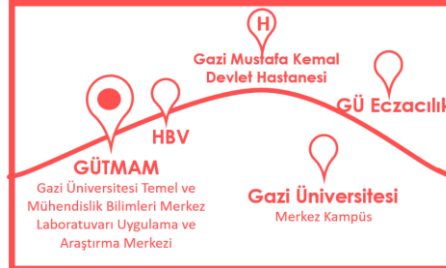 H
Gazi Mustafa Kemal
Devlet Hastanesi
GÜ Eczacılık
HBV
GÜTMAM
Gazi Üniversitesi Temel ve
Mühendislik Bilimleri Merkez
Laboratuvarı Uygulama ve
Araştırma Merkezi
Gazi Üniversitesi
Merkez Kampüs